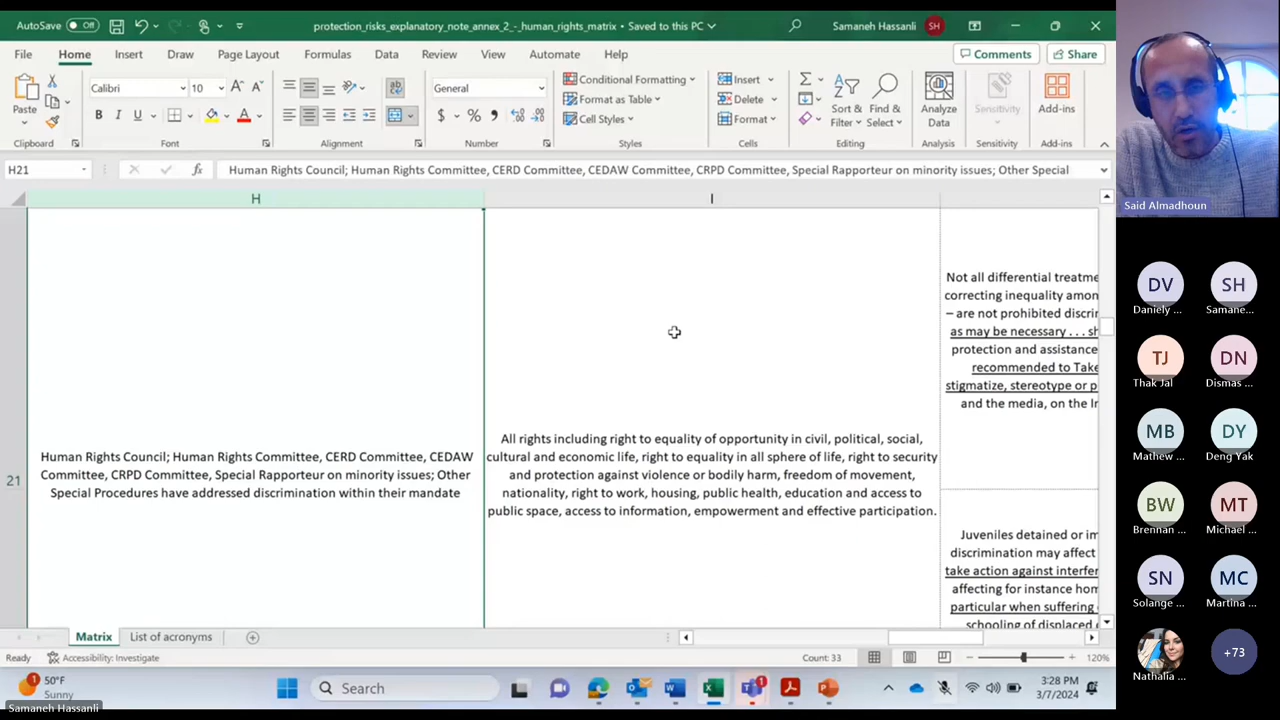 AutoSave Off
protection_risks_explanatory_note_annex_2_-_human_rights_matrix • Saved to this PC
Samaneh Hassanli SH
File Home Insert Draw Page Layout Formulas Data Review View Automate Help Comments Share
Paste
Calibri 10
B I U
General
Conditional Formatting
Format as Table
Cell Styles
Insert
Delete
Format
Sort & Filter
Find & Select
Analyze Data
Sensitivity
Add-ins
Clipboard Font Alignment Number Styles Cells Editing Analysis Sensitivity Add-ins
H21 fx Human Rights Council; Human Rights Committee, CERD Committee, CEDAW Committee, CRPD Committee, Special Rapporteur on minority issues; Other Special
H I
21
Human Rights Council; Human Rights Committee, CERD Committee, CEDAW
Committee, CRPD Committee, Special Rapporteur on minority issues; Other
Special Procedures have addressed discrimination within their mandate
All rights including right to equality of opportunity in civil, political, social,
cultural and economic life, right to equality in all sphere of life, right to security
and protection against violence or bodily harm, freedom of movement,
nationality, right to work, housing, public health, education and access to
public space, access to information, empowerment and effective participation.
Not all differential treatme
correcting inequality amon
– are not prohibited discrin
as may be necessary . . . sh
protection and assistance
recommended to Take
stigmatize, stereotype or p
and the media, on the In
Juveniles detained or im
discrimination may affect
take action against interfer
affecting for instance hom
particular when suffering
schooling of displaced
Matrix List of acronyms
Ready Accessibility: Investigate Count: 33 120%
50°F
Sunny
Search
3:28 PM
3/7/2024
Samaneh Hassanli
Said Almadhoun
DV SH
Daniely ... Samane...
TJ DN
Thak Jal Dismas ...
MB DY
Mathew ... Deng Yak
BW MT
Brennan ... Michael ...
SN MC
Solange ... Martina ...
+73
Nathalia ...